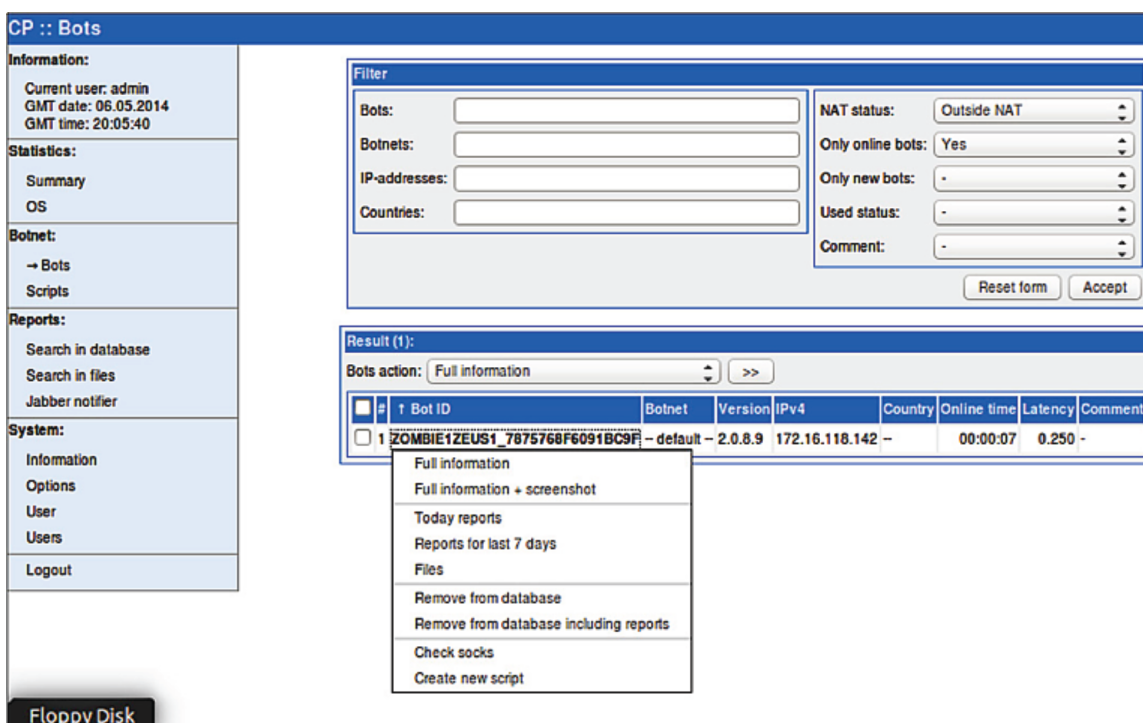 CP :: Bots
Information:
Current user: admin
GMT date: 06.05.2014
GMT time: 20:05:40
Statistics:
Summary
OS
Botnet:
→ Bots
Scripts
Reports:
Search in database
Search in files
Jabber notifier
System:
Information
Options
User
Users
Logout
Filter
Bots:
Botnets:
IP-addresses:
Countries:
NAT status: Outside NAT
Only online bots: Yes
Only new bots: -
Used status: -
Comment: -
Reset form Accept
Result (1):
Bots action: Full information >>
# ↑ Bot ID Botnet Version IPv4 Country Online time Latency Comment
1 ZOMBIE1ZEUS1_7875768F6091BC9F -- default -- 2.0.8.9 172.16.118.142 -- 00:00:07 0.250 -
Full information
Full information + screenshot
Today reports
Reports for last 7 days
Files
Remove from database
Remove from database including reports
Check socks
Create new script
Floppy Disk